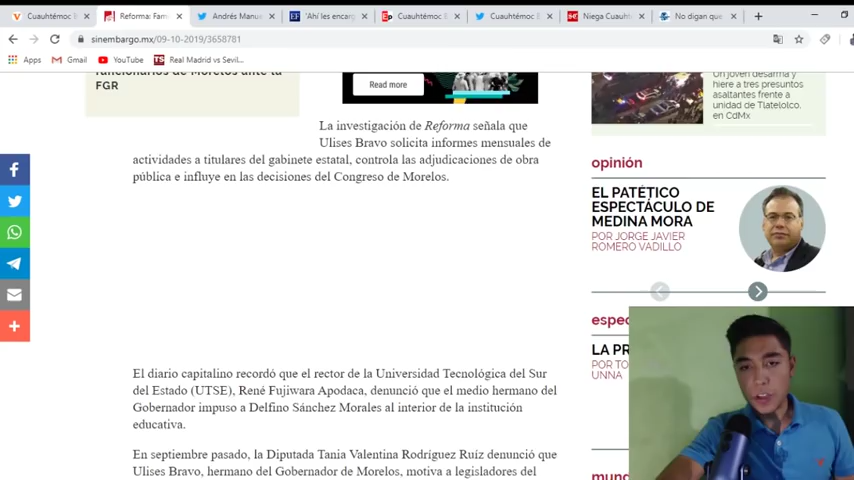 Cuauhtémoc B
Reforma: Fam
Andrés Manue
"Ahí les encarg
Cuauhtémoc B
Cuauhtémoc B
Niega Cuauht
No digan que
sinembargo.mx/09-10-2019/3658781
Apps
Gmail
YouTube
Real Madrid vs Sevil...
funcionarios de Morelos ante la
FGR
Read more
La investigación de Reforma señala que
Ulises Bravo solicita informes mensuales de
actividades a titulares del gabinete estatal, controla las adjudicaciones de obra
pública e influye en las decisiones del Congreso de Morelos.
El diario capitalino recordó que el rector de la Universidad Tecnológica del Sur
del Estado (UTSE), René Fujiwara Apodaca, denunció que el medio hermano del
Gobernador impuso a Delfino Sánchez Morales al interior de la institución
educativa.
En septiembre pasado, la Diputada Tania Valentina Rodríguez Ruíz denunció que
Ulises Bravo, hermano del Gobernador de Morelos, motiva a legisladores del
Un joven desarma y
hiere a tres presuntos
asaltantes frente a
unidad de Tlatelolco.
en CdMx
opinión
EL PATÉTICO
ESPECTÁCULO DE
MEDINA MORA
POR JORGE JAVIER
ROMERO VADILLO
espe
LA PR
POR TO
UNNA
mund